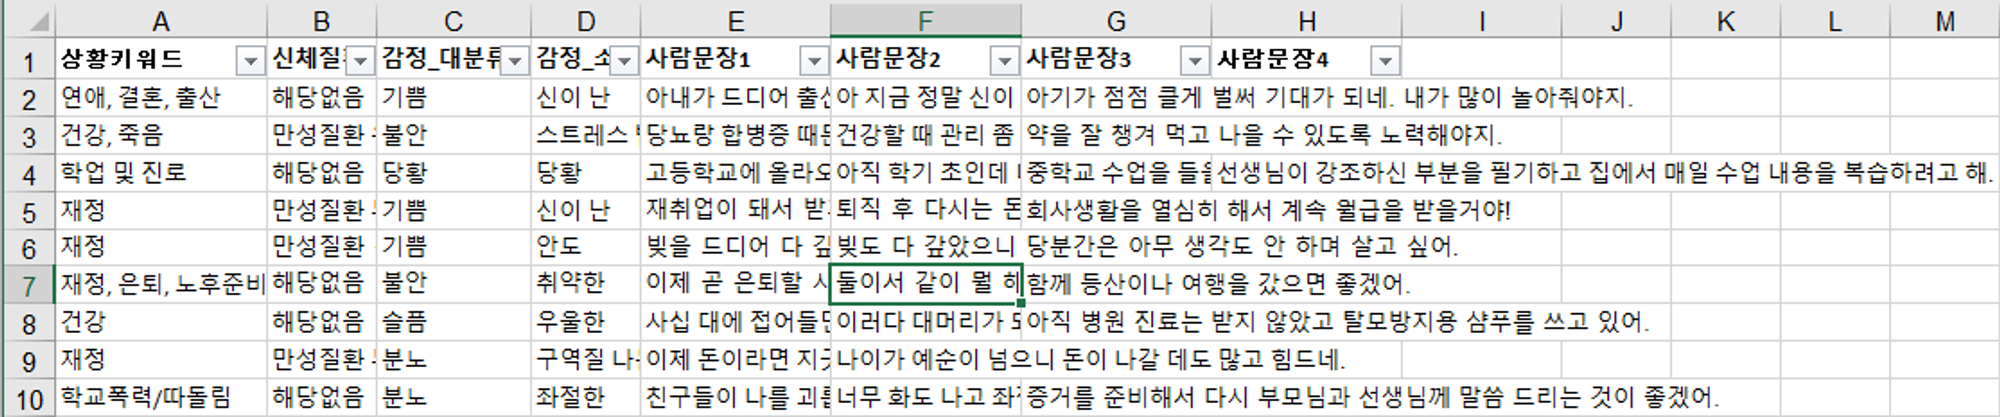 A B C D E F G H I J K L M
1 상황키워드 신체질 감정_대분류 감정_소 사람문장1 사람문장2 사람문장3 사람문장4
2 연애, 결혼, 출산 해당없음 기쁨 신이 난 아내가 드디어 출산 아 지금 정말 신이 아기가 점점 클게 벌써 기대가 되네. 내가 많이 놀아줘야지.
3 건강, 죽음 만성질환 불안 스트레스 당뇨랑 합병증 때문 건강할 때 관리 좀 약을 잘 챙겨 먹고 나을 수 있도록 노력해야지.
4 학업 및 진로 해당없음 당황 당황 고등학교에 올라오 아직 학기 초인데 중학교 수업을 들을 선생님이 강조하신 부분을 필기하고 집에서 매일 수업 내용을 복습하려고 해.
5 재정 만성질환 기쁨 신이 난 재취업이 돼서 받 퇴직 후 다시는 돈 회사생활을 열심히 해서 계속 월급을 받을거야!
6 재정 만성질환 기쁨 안도 빚을 드디어 다 갚 빚도 다 갚았으니 당분간은 아무 생각도 안 하며 살고 싶어.
7 재정, 은퇴, 노후준비 해당없음 불안 취약한 이제 곧 은퇴할 시 둘이서 같이 뭘 해 함께 등산이나 여행을 갔으면 좋겠어.
8 건강 해당없음 슬픔 우울한 사십 대에 접어들면 이러다 대머리가 되 아직 병원 진료는 받지 않았고 탈모방지용 샴푸를 쓰고 있어.
9 재정 만성질환 분노 구역질 나는 이제 돈이라면 지긋 나이가 예순이 넘으니 돈이 나갈 데도 많고 힘드네.
10 학교폭력/따돌림 해당없음 분노 좌절한 친구들이 나를 괴롭 너무 화도 나고 좌절 증거를 준비해서 다시 부모님과 선생님께 말씀 드리는 것이 좋겠어.